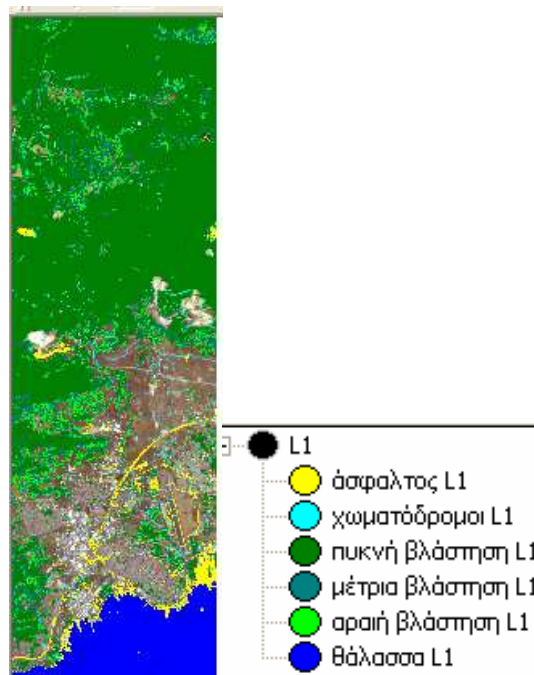 L1
άσφαλτος L1
χωματόδρομοι L1
πυκνή βλάστηση L1
μέτρια βλάστηση L1
αραιή βλάστηση L1
θάλασσα L1